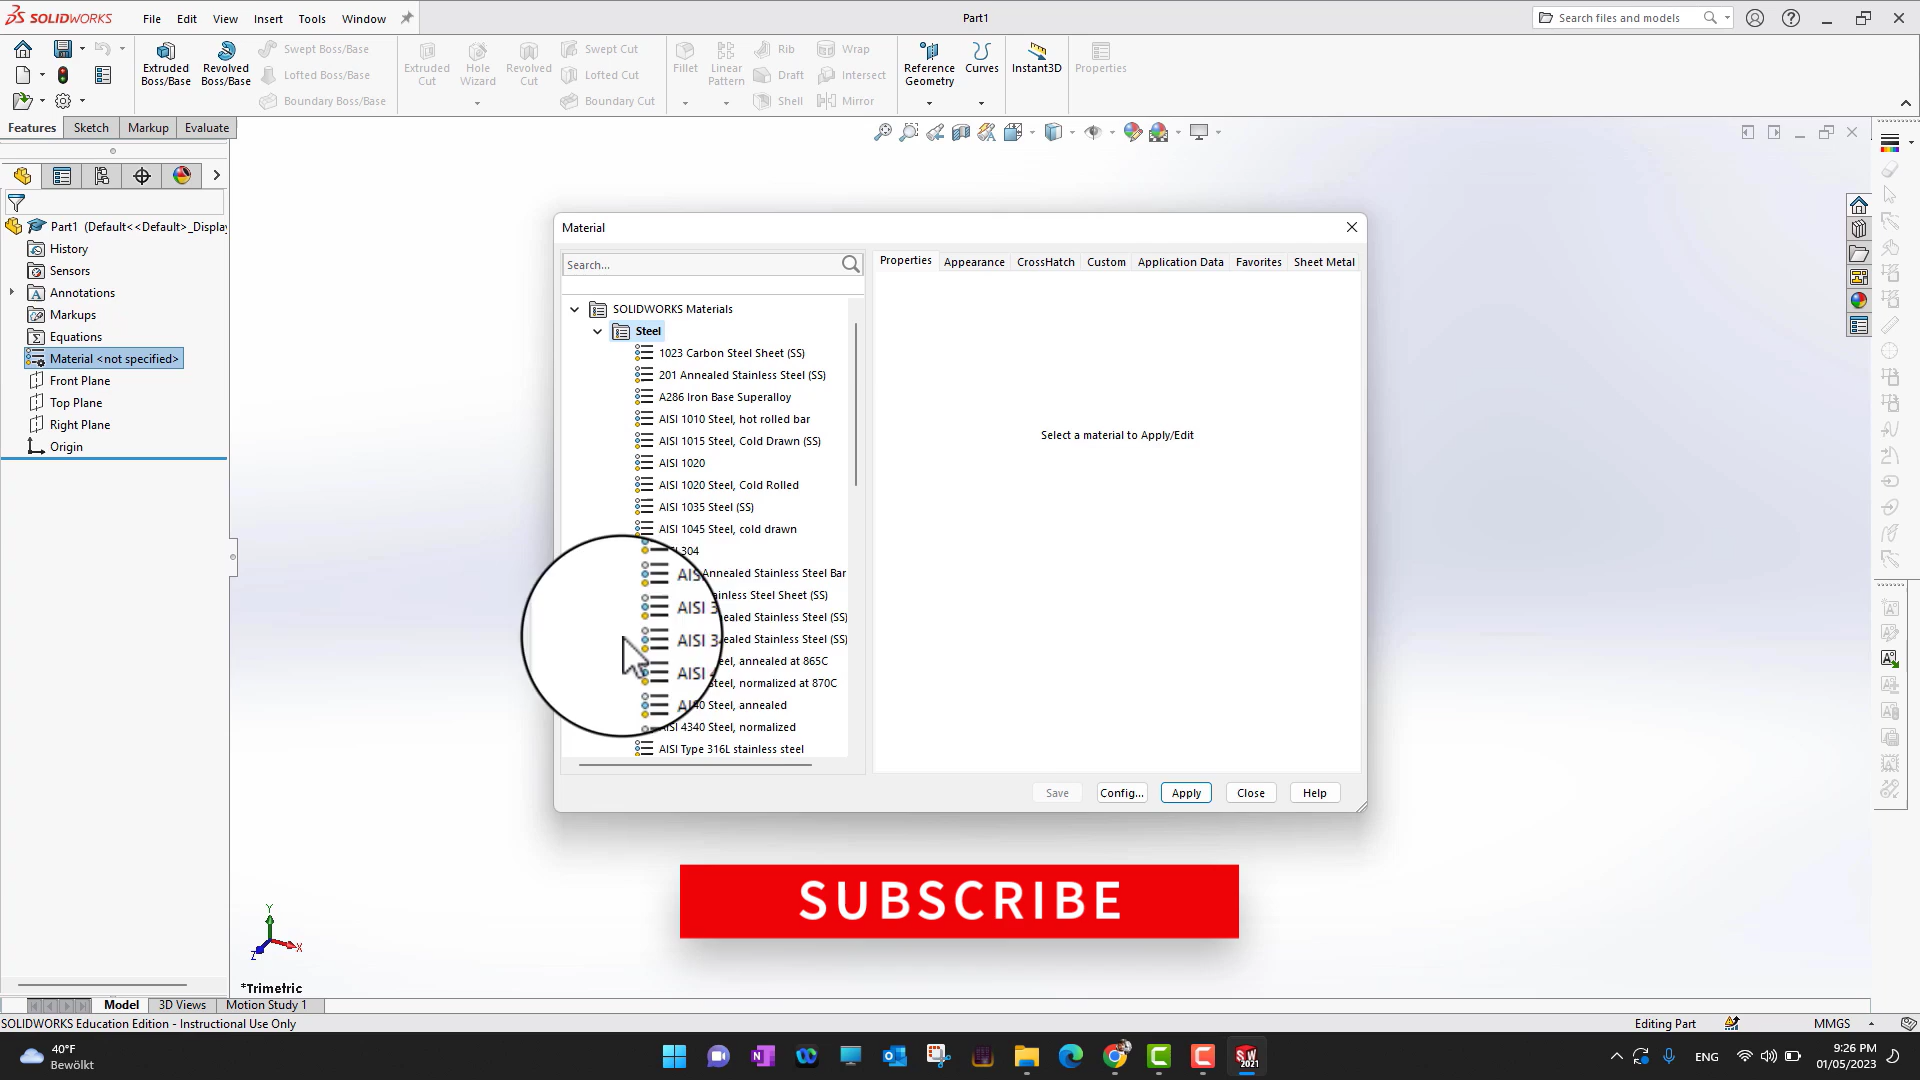 SOLIDWORKS
File Edit View Insert Tools Window
Part1
Search files and models
Extruded Boss/Base
Revolved Boss/Base
Swept Boss/Base
Lofted Boss/Base
Boundary Boss/Base
Extruded Cut
Hole Wizard
Revolved Cut
Swept Cut
Lofted Cut
Boundary Cut
Fillet
Linear Pattern
Rib
Draft
Shell
Wrap
Intersect
Mirror
Reference Geometry
Curves
Instant3D
Properties
Features Sketch Markup Evaluate
Part1 (Default<<Default>_Display
History
Sensors
Annotations
Markups
Equations
Material <not specified>
Front Plane
Top Plane
Right Plane
Origin
Material
Search...
Properties Appearance CrossHatch Custom Application Data Favorites Sheet Metal
SOLIDWORKS Materials
Steel
1023 Carbon Steel Sheet (SS)
201 Annealed Stainless Steel (SS)
A286 Iron Base Superalloy
AISI 1010 Steel, hot rolled bar
AISI 1015 Steel, Cold Drawn (SS)
AISI 1020
AISI 1020 Steel, Cold Rolled
AISI 1035 Steel (SS)
AISI 1045 Steel, cold drawn
304
Annealed Stainless Steel Bar
AISI Steel Sheet (SS)
AISI Stainless Steel (SS)
Stainless Steel (SS)
AISI annealed at 865C
normalized at 870C
Steel, annealed
AISI 4340 Steel, normalized
AISI Type 316L stainless steel
Select a material to Apply/Edit
Save Config... Apply Close Help
SUBSCRIBE
Y
X
Z
*Trimetric
Model 3D Views Motion Study 1
SOLIDWORKS Education Edition - Instructional Use Only
Editing Part
MMGS
40°F
Bewölkt
SW
2021
ENG
9:26 PM
01/05/2023